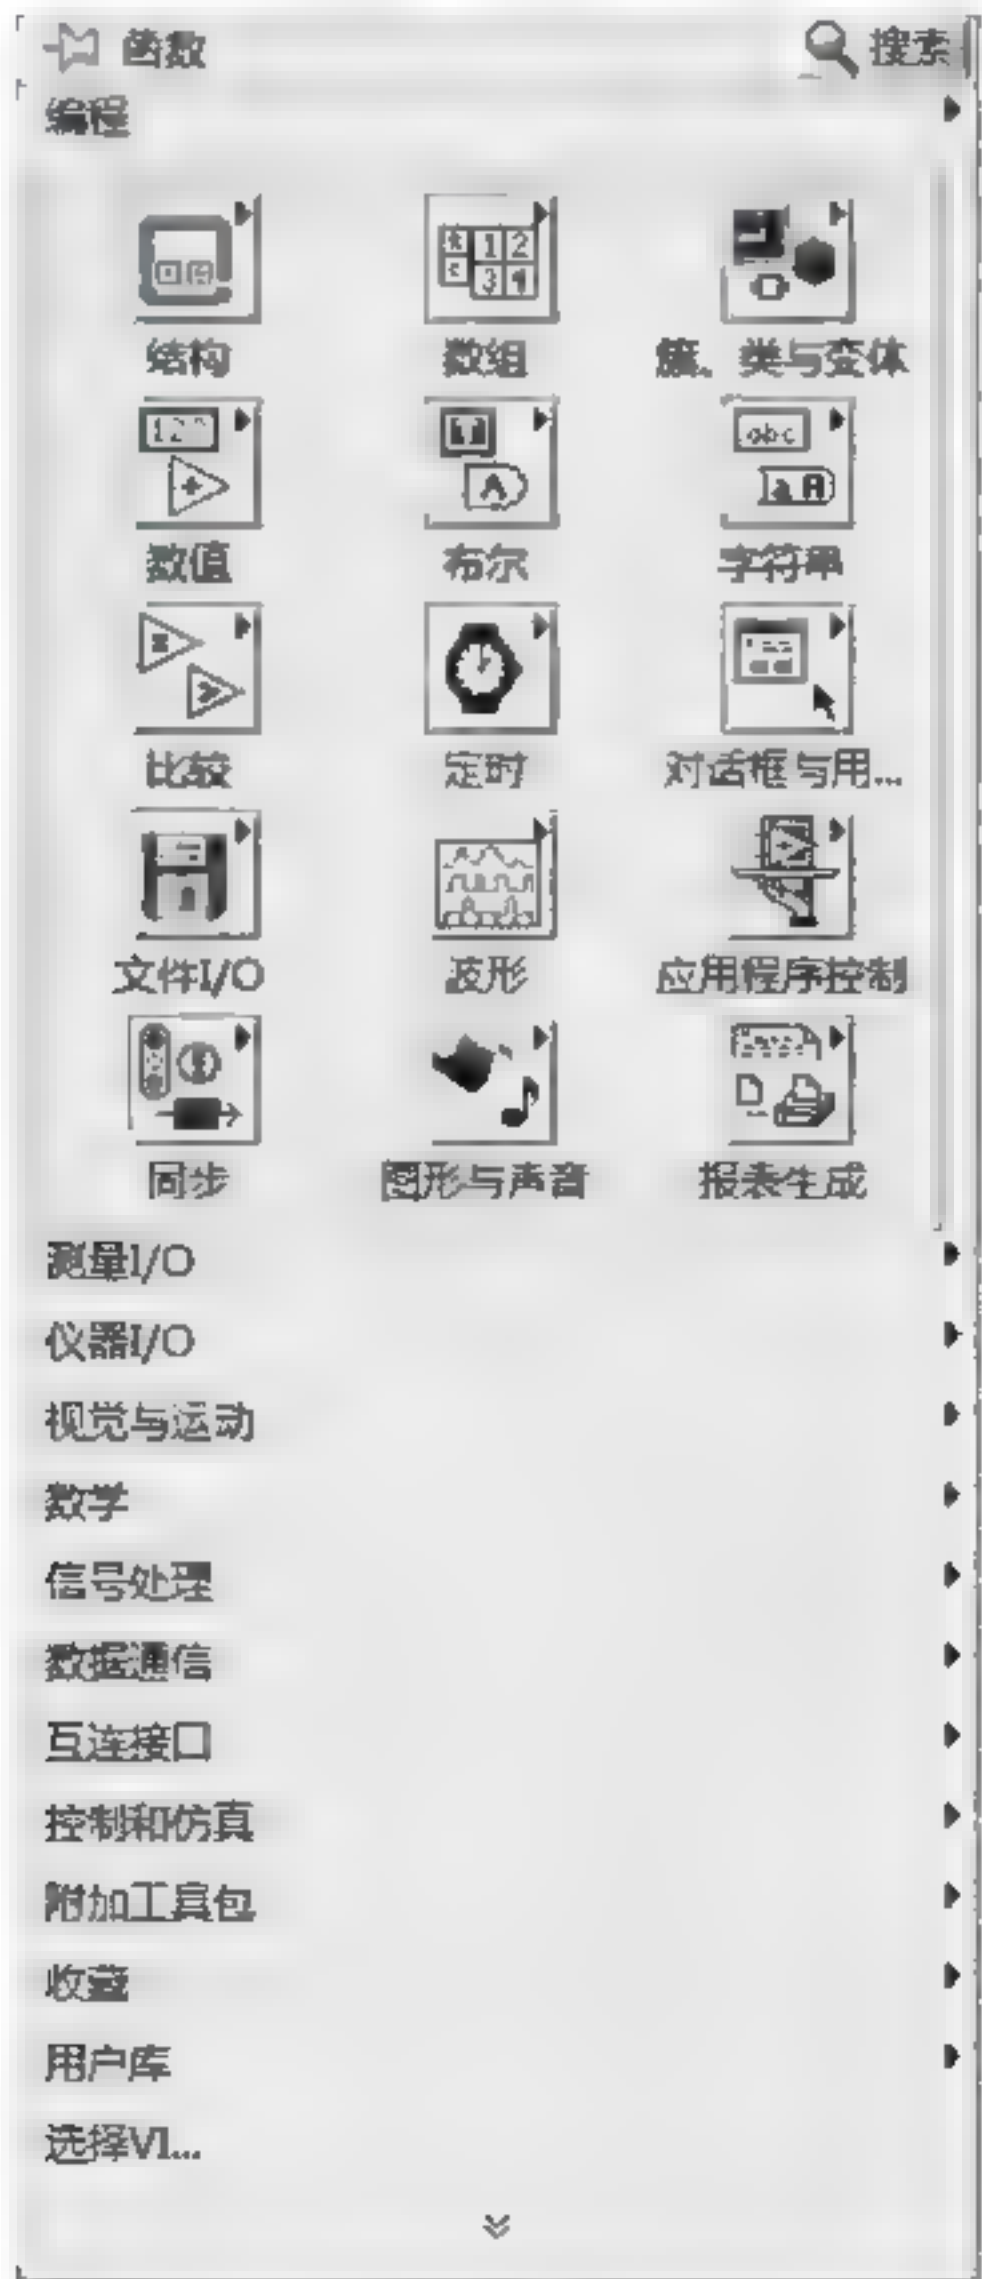 函数 搜索
编程
结构 数组 簇、类与变体
数值 布尔 字符串
比较 定时 对话框与用...
文件I/O 波形 应用程序控制
同步 图形与声音 报表生成
测量I/O
仪器I/O
视觉与运动
数学
信号处理
数据通信
互连接口
控制和仿真
附加工具包
收藏
用户库
选择VI...